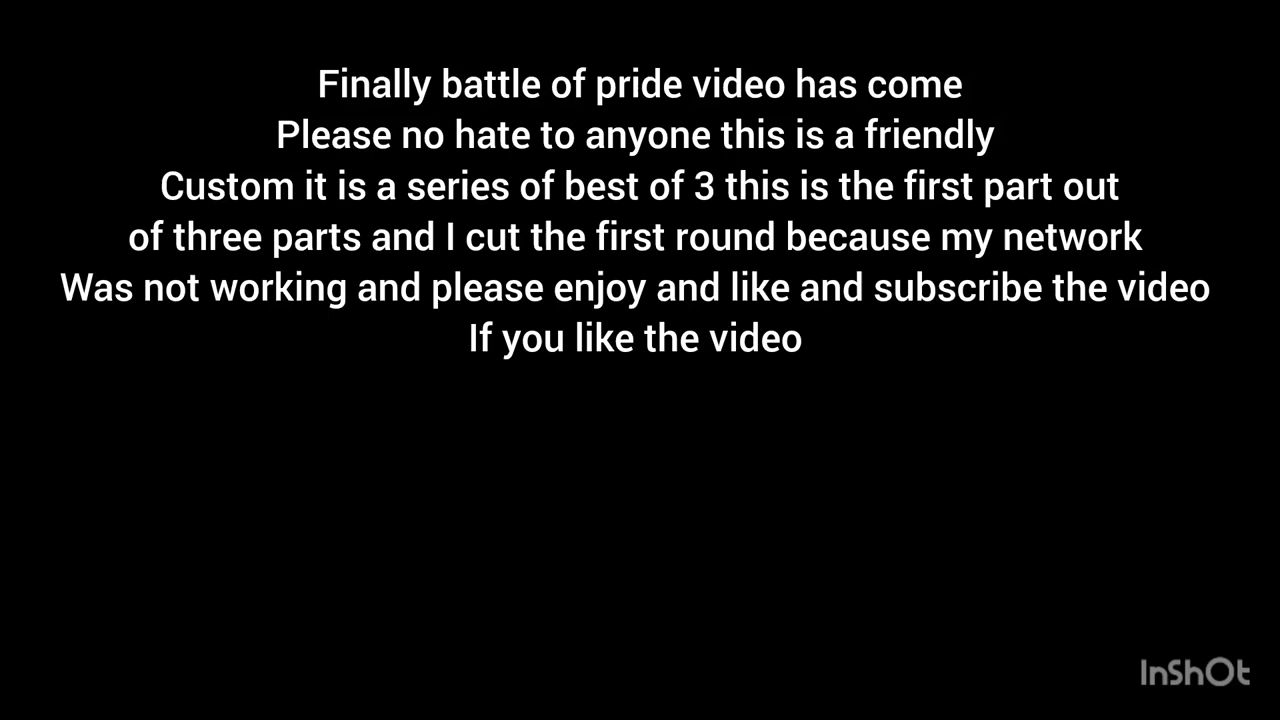 Finally battle of pride video has come
Please no hate to anyone this is a friendly
Custom it is a series of best of 3 this is the first part out
of three parts and I cut the first round because my network
Was not working and please enjoy and like and subscribe the video
If you like the video
InShOt